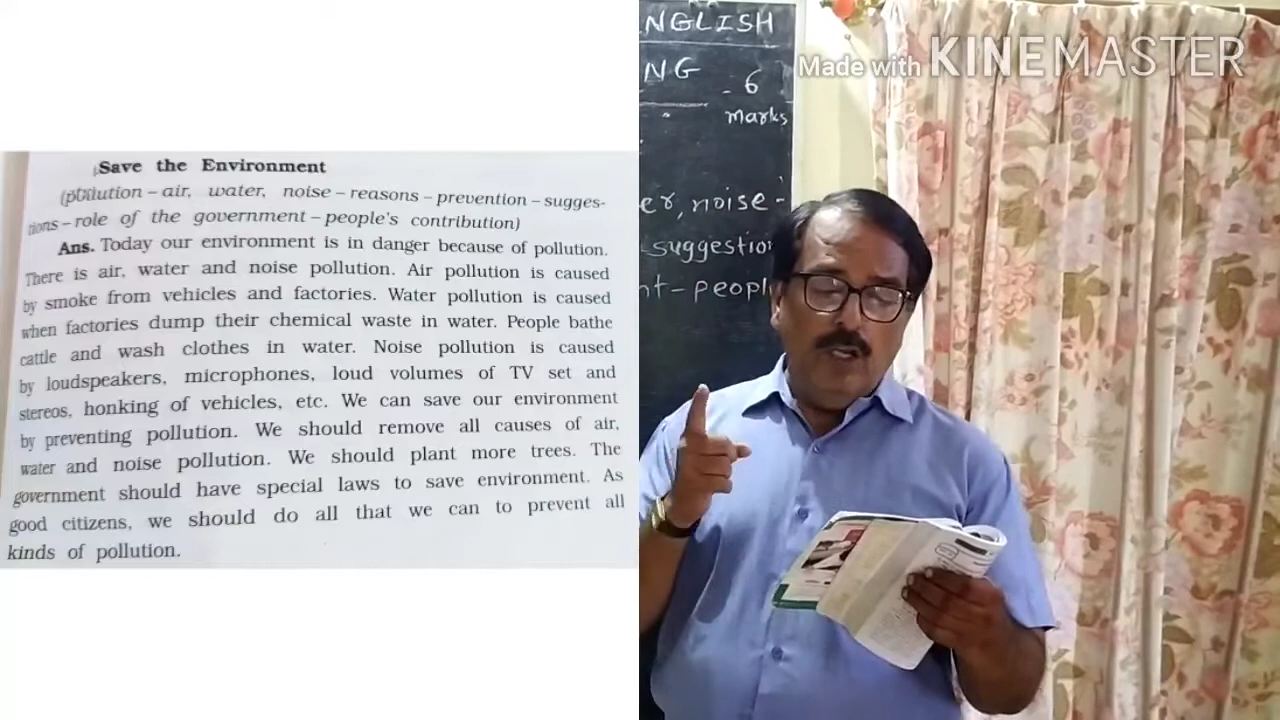 Save the Environment
(pollution – air, water, noise – reasons – prevention – sugges-
tions – role of the government – people's contribution)
Ans. Today our environment is in danger because of pollution.
There is air, water and noise pollution. Air pollution is caused
by smoke from vehicles and factories. Water pollution is caused
when factories dump their chemical waste in water. People bathe
cattle and wash clothes in water. Noise pollution is caused
by loudspeakers, microphones, loud volumes of TV set and
stereos, honking of vehicles, etc. We can save our environment
by preventing pollution. We should remove all causes of air,
water and noise pollution. We should plant more trees. The
government should have special laws to save environment. As
good citizens, we should do all that we can to prevent all
kinds of pollution.
NGLISH
NG - 6
marks
er, noise -
suggestion
nt - peopl
Made with KINEMASTER